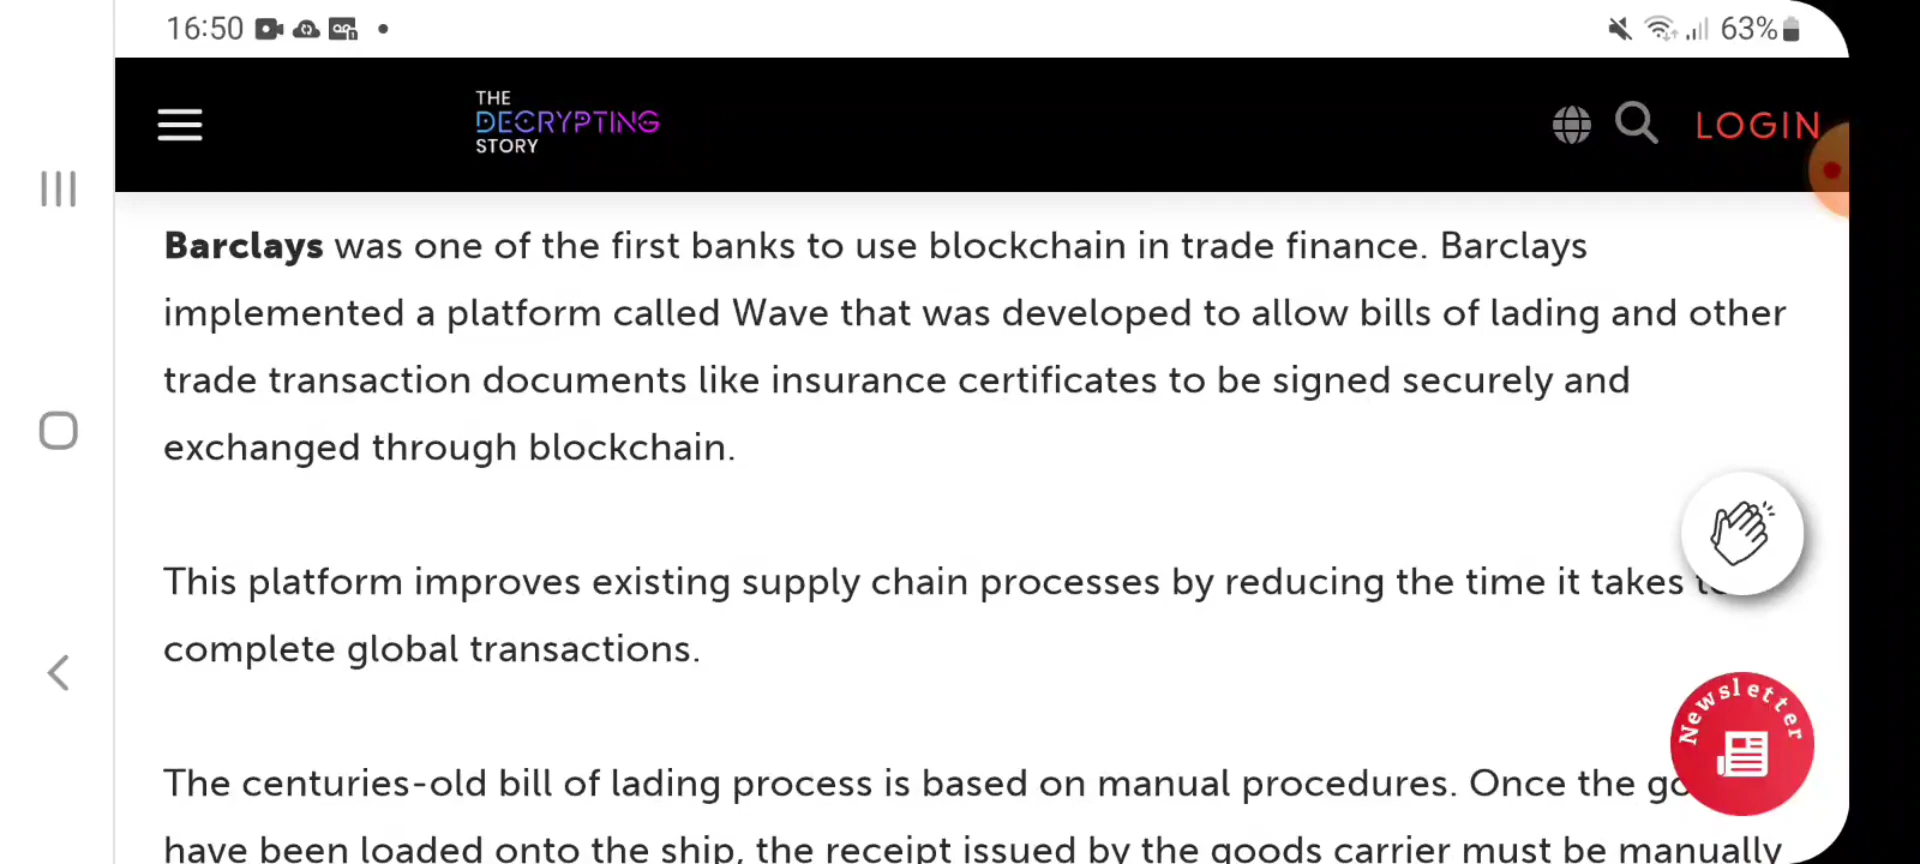 16:50
63%
THE
DECRYPTING
STORY
LOGIN
Barclays was one of the first banks to use blockchain in trade finance. Barclays
implemented a platform called Wave that was developed to allow bills of lading and other
trade transaction documents like insurance certificates to be signed securely and
exchanged through blockchain.
This platform improves existing supply chain processes by reducing the time it takes
complete global transactions.
Newsletter
The centuries-old bill of lading process is based on manual procedures. Once the
have been loaded onto the ship, the receipt issued by the goods carrier must be manually